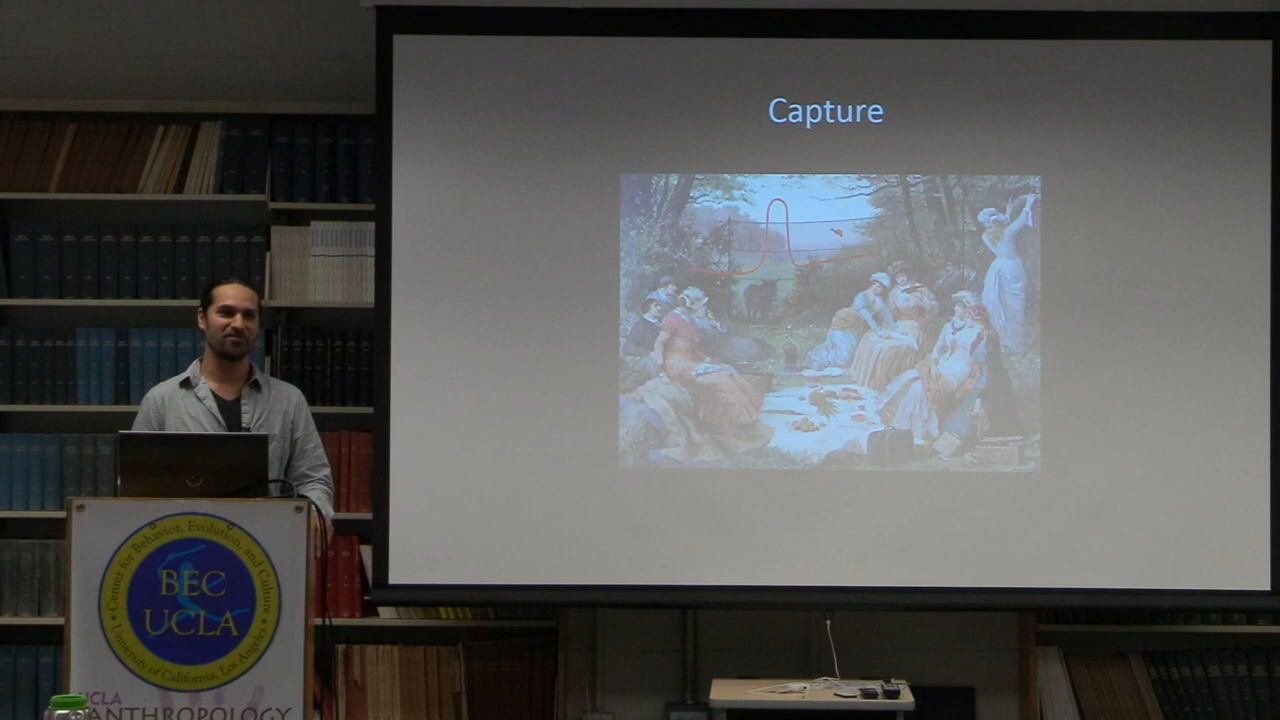 Capture
Center for Behavior, Evolution, and Culture
BEC
UCLA
University of California, Los Angeles
UCLA
ANTHROPOLOGY